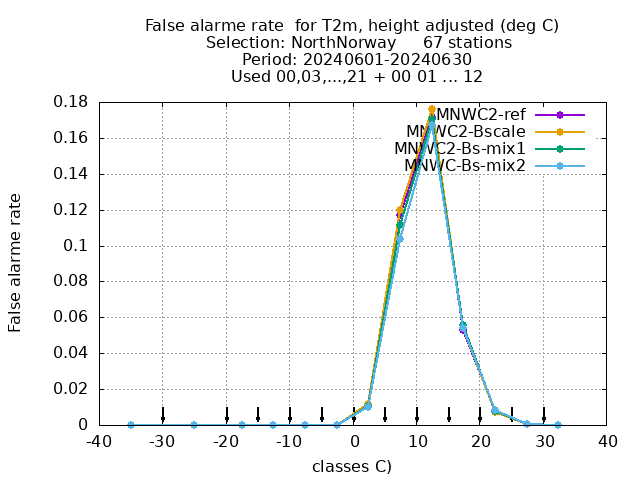 False alarme rate  for T2m, height adjusted (deg C)
Selection: NorthNorway     67 stations
Period: 20240601-20240630
Used 00,03,...,21 + 00 01 ... 12
MNWC2-ref
MNWC2-Bscale
MNWC2-Bs-mix1
MNWC-Bs-mix2
False alarme rate
0.18
0.16
0.14
0.12
0.1
0.08
0.06
0.04
0.02
0
-40 -30 -20 -10 0 10 20 30 40
classes C)